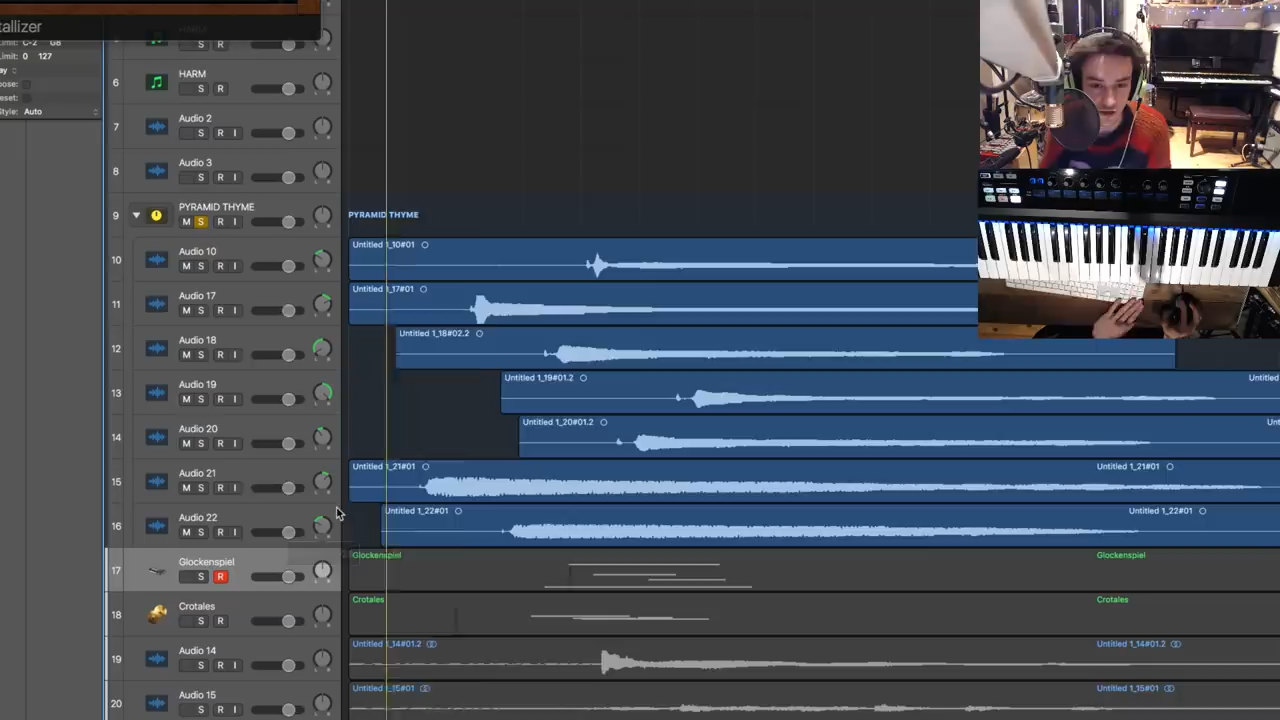 tallizer
Limit: C-2 G8
Limit: 0 127
Style: Auto
S R
6 HARM
S R
7 Audio 2
S R I
8 Audio 3
S R I
9 PYRAMID THYME
M S R I
PYRAMID THYME
10 Audio 10
M S R I
Untitled 1_10#01
11 Audio 17
M S R I
Untitled 1_17#01
12 Audio 18
M S R I
Untitled 1_18#02.2
13 Audio 19
M S R I
Untitled 1_19#01.2 Untitled
14 Audio 20
M S R I
Untitled 1_20#01.2
15 Audio 21
M S R I
Untitled 1_21#01 Untitled 1_21#01
16 Audio 22
M S R I
Untitled 1_22#01 Untitled 1_22#01
17 Glockenspiel
S R
Glockenspiel Glockenspiel
18 Crotales
S R
Crotales Crotales
19 Audio 14
S R I
Untitled 1_14#01.2 Untitled 1_14#01.2
20 Audio 15
S R I
Untitled 1_15#01 Untitled 1_15#01